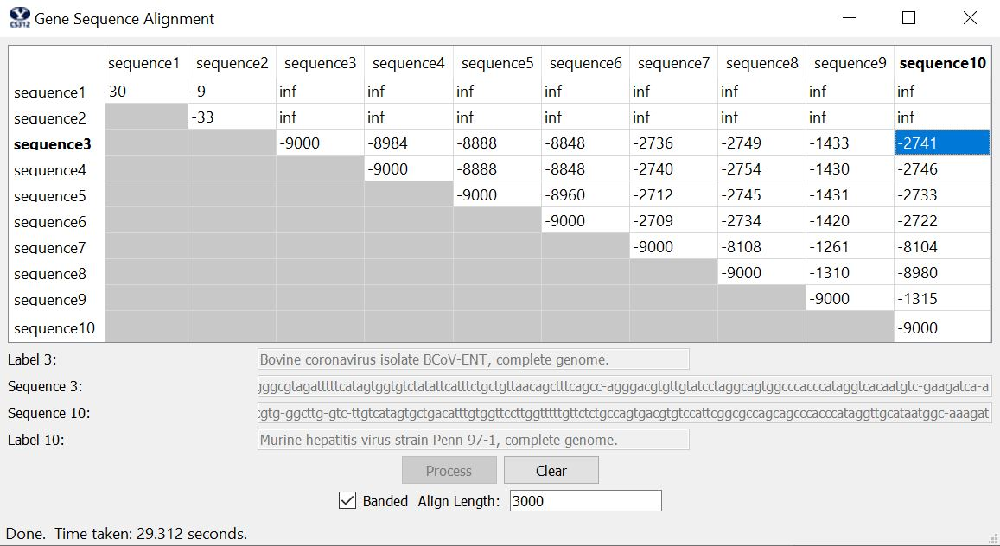 CS312 Gene Sequence Alignment
sequence1 sequence2 sequence3 sequence4 sequence5 sequence6 sequence7 sequence8 sequence9 sequence10
sequence1 -30 -9 inf inf inf inf inf inf inf inf
sequence2 -33 inf inf inf inf inf inf inf inf
sequence3 -9000 -8984 -8888 -8848 -2736 -2749 -1433 -2741
sequence4 -9000 -8888 -8848 -2740 -2754 -1430 -2746
sequence5 -9000 -8960 -2712 -2745 -1431 -2733
sequence6 -9000 -2709 -2734 -1420 -2722
sequence7 -9000 -8108 -1261 -8104
sequence8 -9000 -1310 -8980
sequence9 -9000 -1315
sequence10 -9000
Label 3: Bovine coronavirus isolate BCoV-ENT, complete genome.
Sequence 3: gggcgtagatttttcatagtggtgtctatattcatttctgctgttaacagctttcagcc-agggacgtgttgtatcctaggcagtggcccacccataggtcacaatgtc-gaagatca-a
Sequence 10: cgtg-ggcttg-gtc-ttgtcatagtgctgacatttgtggttccttggtttttgttctctgccagtgacgtgtccattcggcgccagcagcccacccataggttgcataatggc-aaagat
Label 10: Murine hepatitis virus strain Penn 97-1, complete genome.
Process Clear
Banded Align Length: 3000
Done. Time taken: 29.312 seconds.